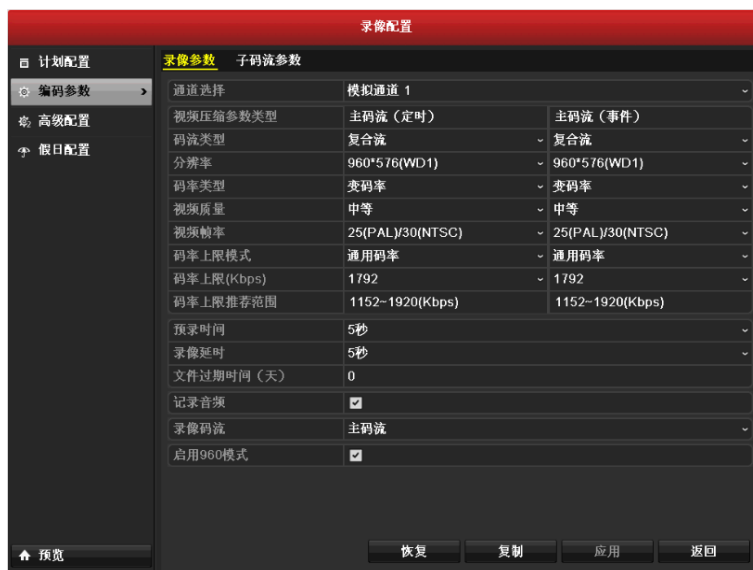 录像配置
计划配置
编码参数
高级配置
假日配置
预览
录像参数 子码流参数
通道选择 模拟通道 1
视频压缩参数类型 主码流（定时） 主码流（事件）
码流类型 复合流 复合流
分辨率 960*576(WD1) 960*576(WD1)
码率类型 变码率 变码率
视频质量 中等 中等
视频帧率 25(PAL)/30(NTSC) 25(PAL)/30(NTSC)
码率上限模式 通用码率 通用码率
码率上限(Kbps) 1792 1792
码率上限推荐范围 1152~1920(Kbps) 1152~1920(Kbps)
预录时间 5秒
录像延时 5秒
文件过期时间（天） 0
记录音频
录像码流 主码流
启用960模式
恢复 复制 应用 返回